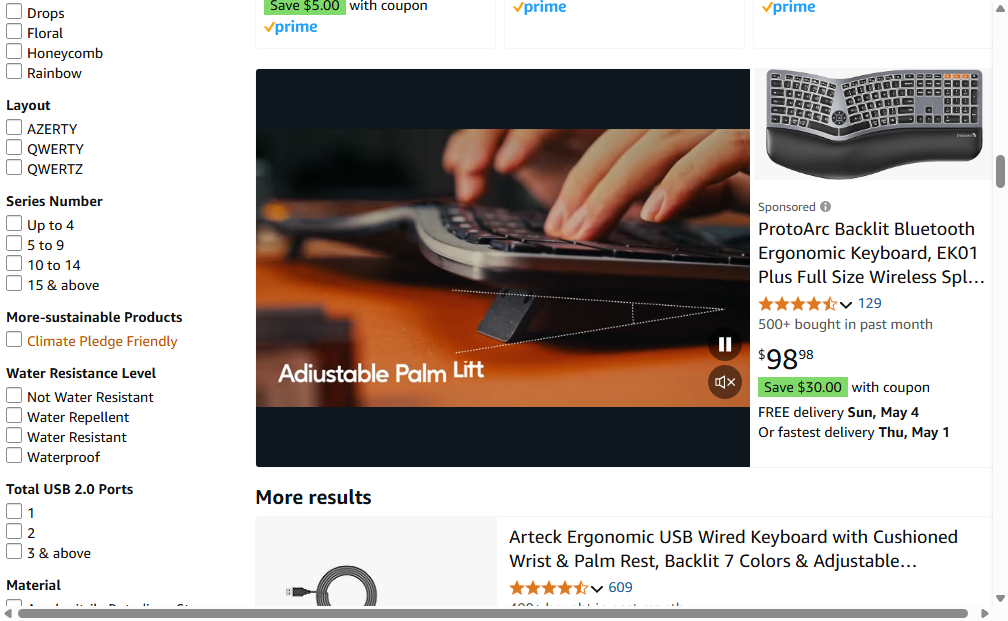 Drops
Floral
Honeycomb
Rainbow
Layout
AZERTY
QWERTY
QWERTZ
Series Number
Up to 4
5 to 9
10 to 14
15 & above
More-sustainable Products
Climate Pledge Friendly
Water Resistance Level
Not Water Resistant
Water Repellent
Water Resistant
Waterproof
Total USB 2.0 Ports
1
2
3 & above
Material
Save $5.00 with coupon
prime
prime
prime
Adjustable Palm Lift
Sponsored
ProtoArc Backlit Bluetooth
Ergonomic Keyboard, EK01
Plus Full Size Wireless Spl…
129
500+ bought in past month
$98 98
Save $30.00 with coupon
FREE delivery Sun, May 4
Or fastest delivery Thu, May 1
More results
Arteck Ergonomic USB Wired Keyboard with Cushioned
Wrist & Palm Rest, Backlit 7 Colors & Adjustable…
609
400+ bought in past month